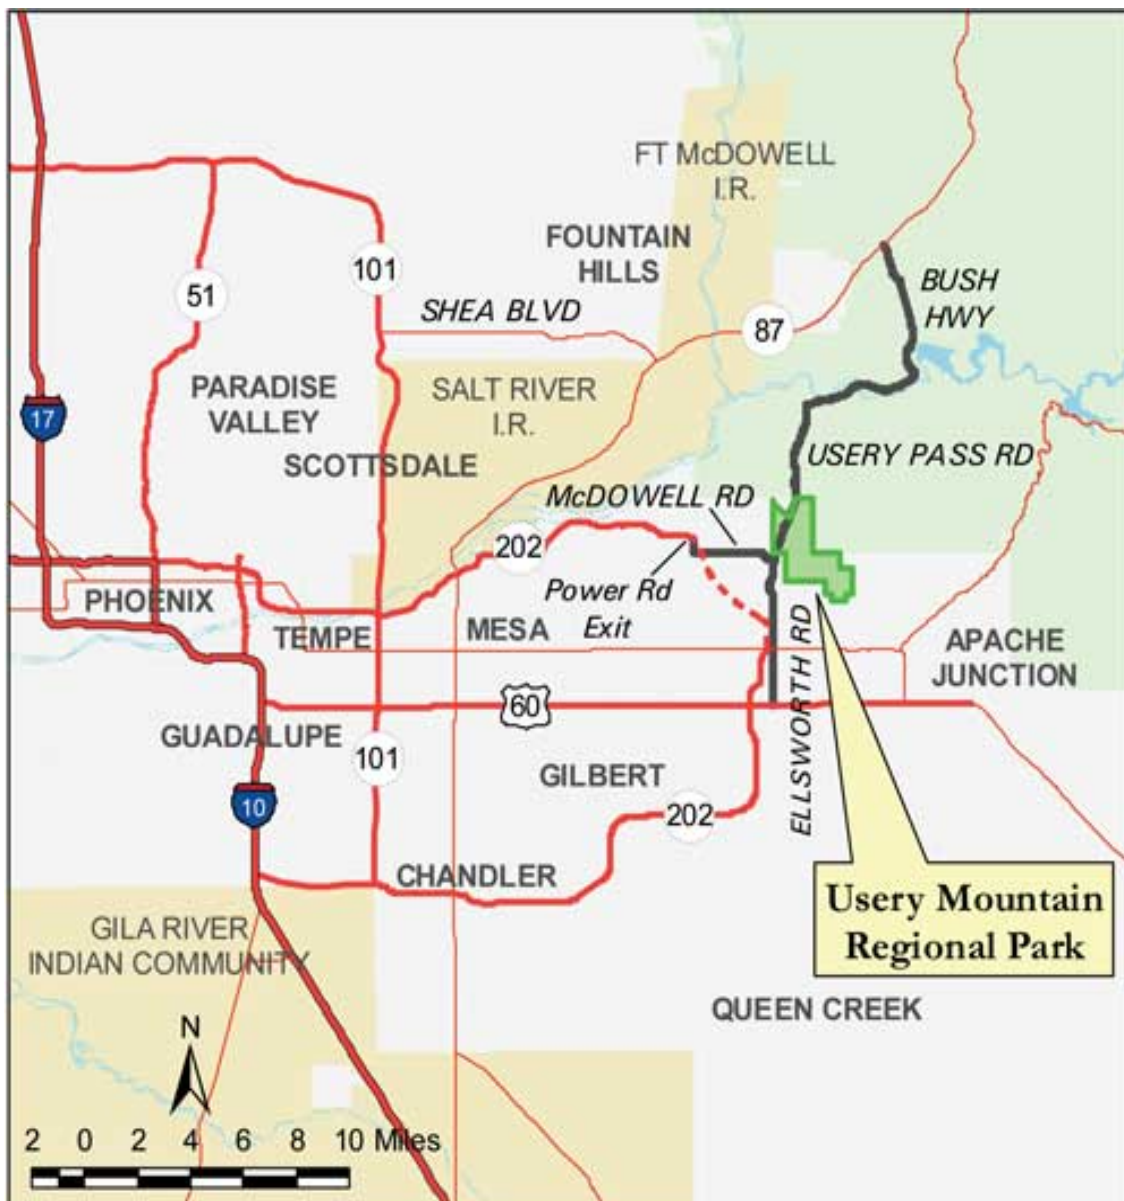 FT McDOWELL
I.R.
FOUNTAIN
HILLS
BUSH
HWY
101
51
SHEA BLVD
87
PARADISE
VALLEY
SALT RIVER
I.R.
17
SCOTTSDALE
USERY PASS RD
McDOWELL RD
202
Power Rd
Exit
PHOENIX
TEMPE
MESA
APACHE
JUNCTION
ELLSWORTH RD
60
GUADALUPE
101
GILBERT
10
202
CHANDLER
Usery Mountain
Regional Park
GILA RIVER
INDIAN COMMUNITY
QUEEN CREEK
N
2 0 2 4 6 8 10 Miles